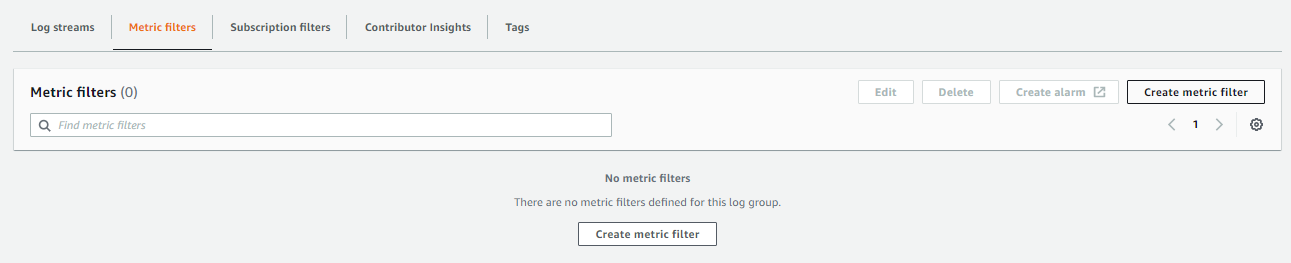 Log streams Metric filters Subscription filters Contributor Insights Tags
Metric filters (0) Edit Delete Create alarm Create metric filter
Find metric filters 1
No metric filters
There are no metric filters defined for this log group.
Create metric filter